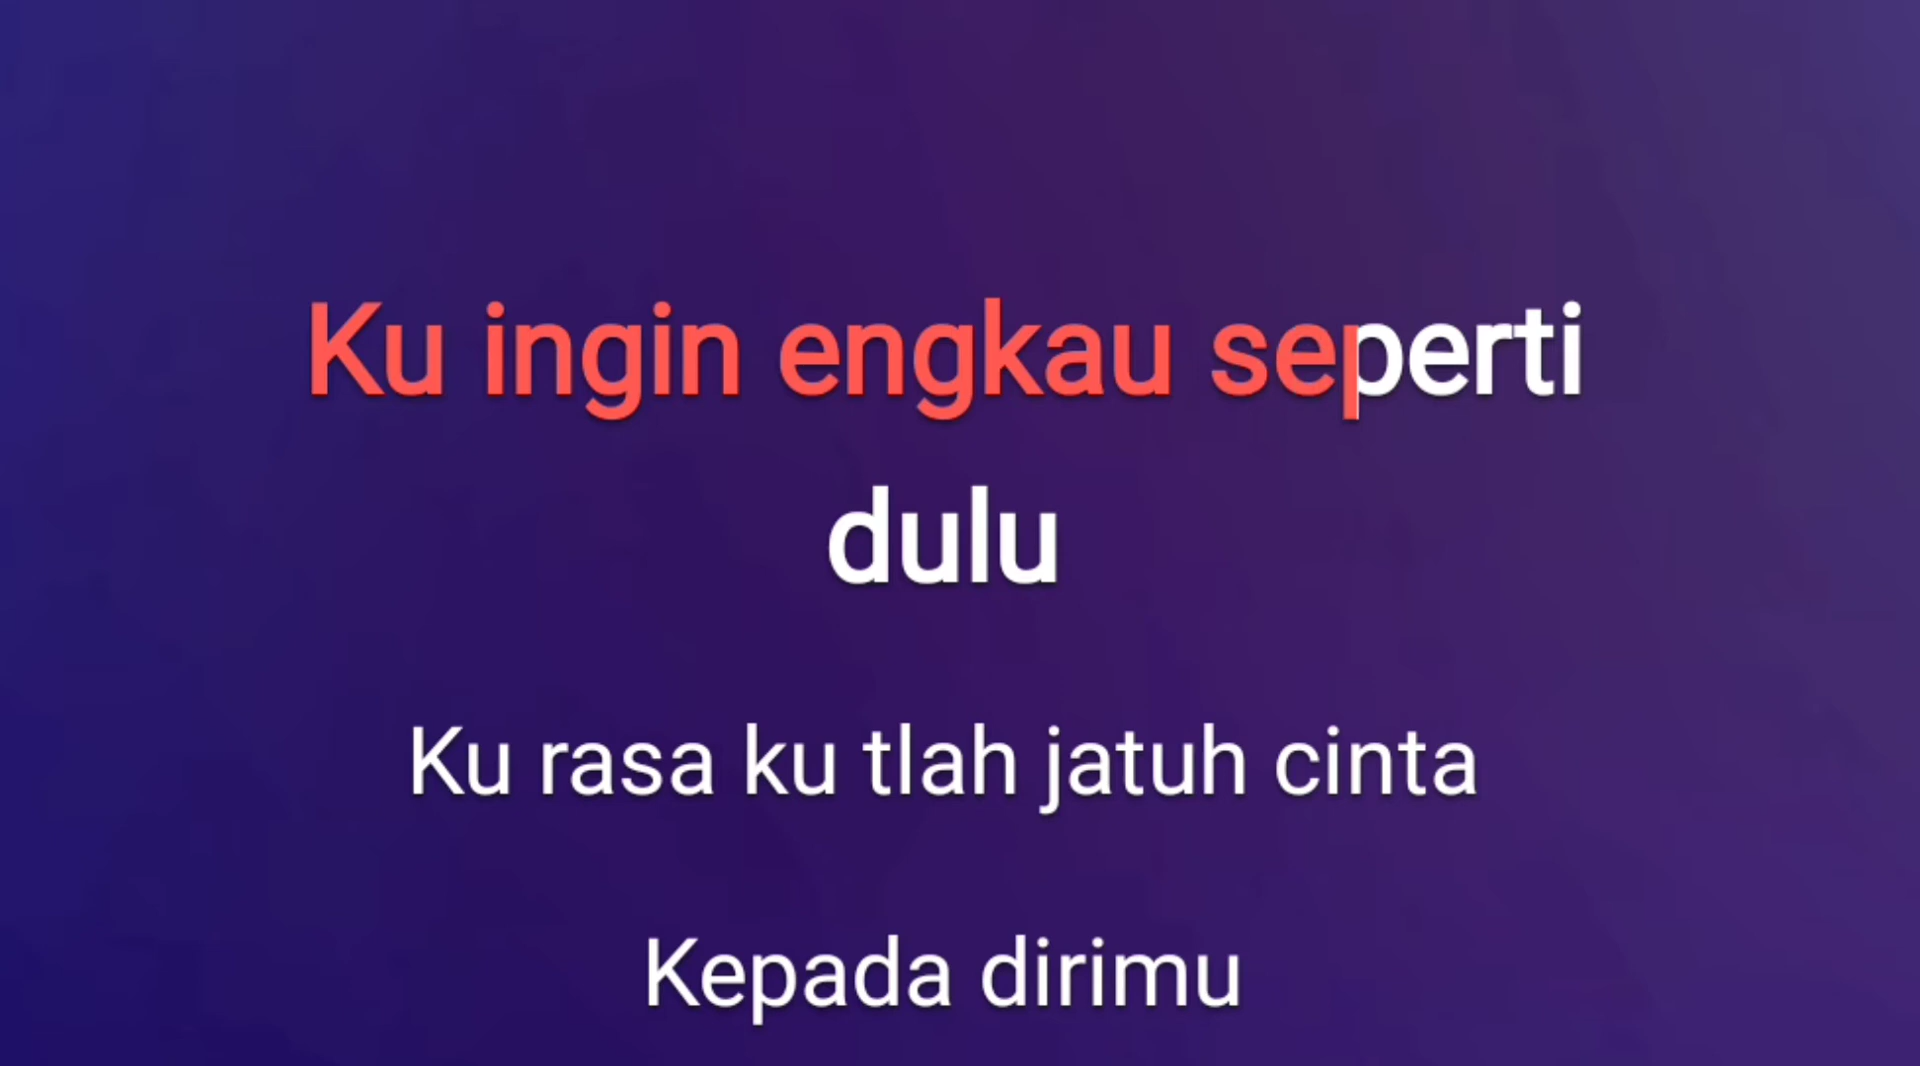 Ku ingin engkau seperti
dulu
Ku rasa ku tlah jatuh cinta
Kepada dirimu